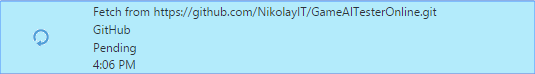 Fetch from https://github.com/NikolayIT/GameAITesterOnline.git
GitHub
Pending
4:06 PM